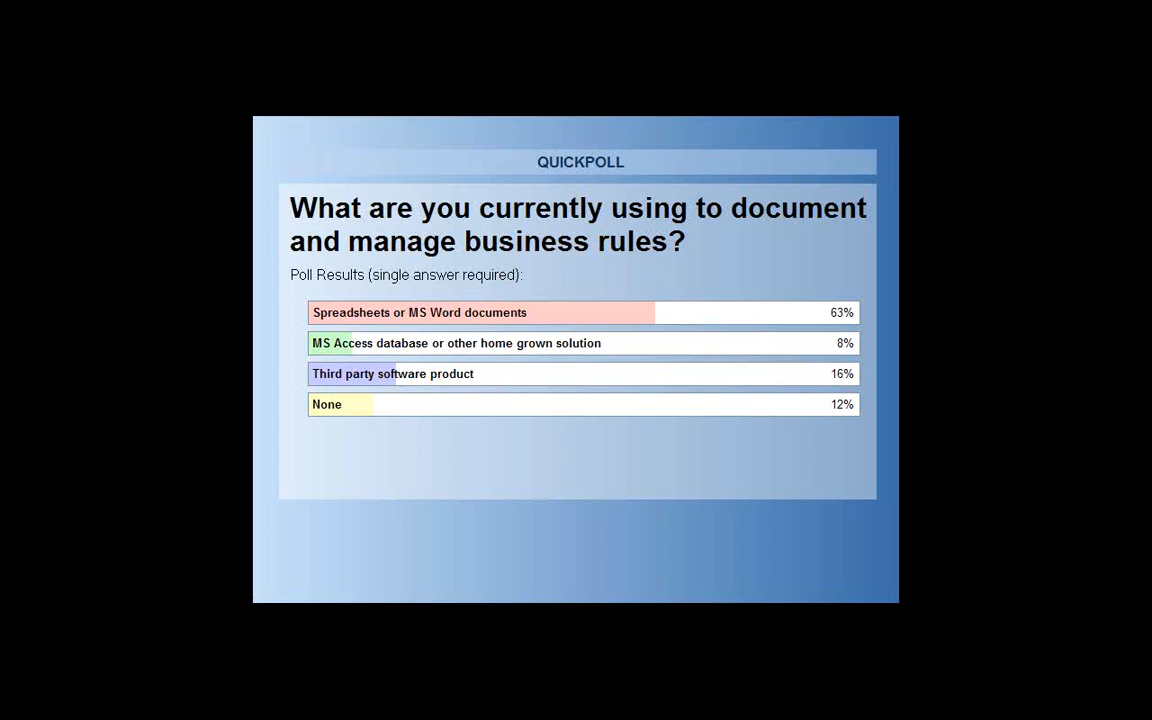 QUICKPOLL
What are you currently using to document
and manage business rules?
Poll Results (single answer required):
Spreadsheets or MS Word documents 63%
MS Access database or other home grown solution 8%
Third party software product 16%
None 12%